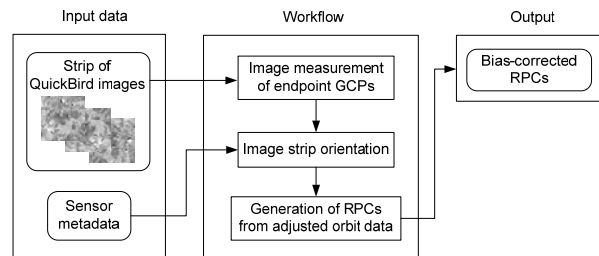 Input data
Workflow
Output
Strip of
QuickBird images
Image measurement
of endpoint GCPs
Bias-corrected
RPCs
Image strip orientation
Sensor
metadata
Generation of RPCs
from adjusted orbit data